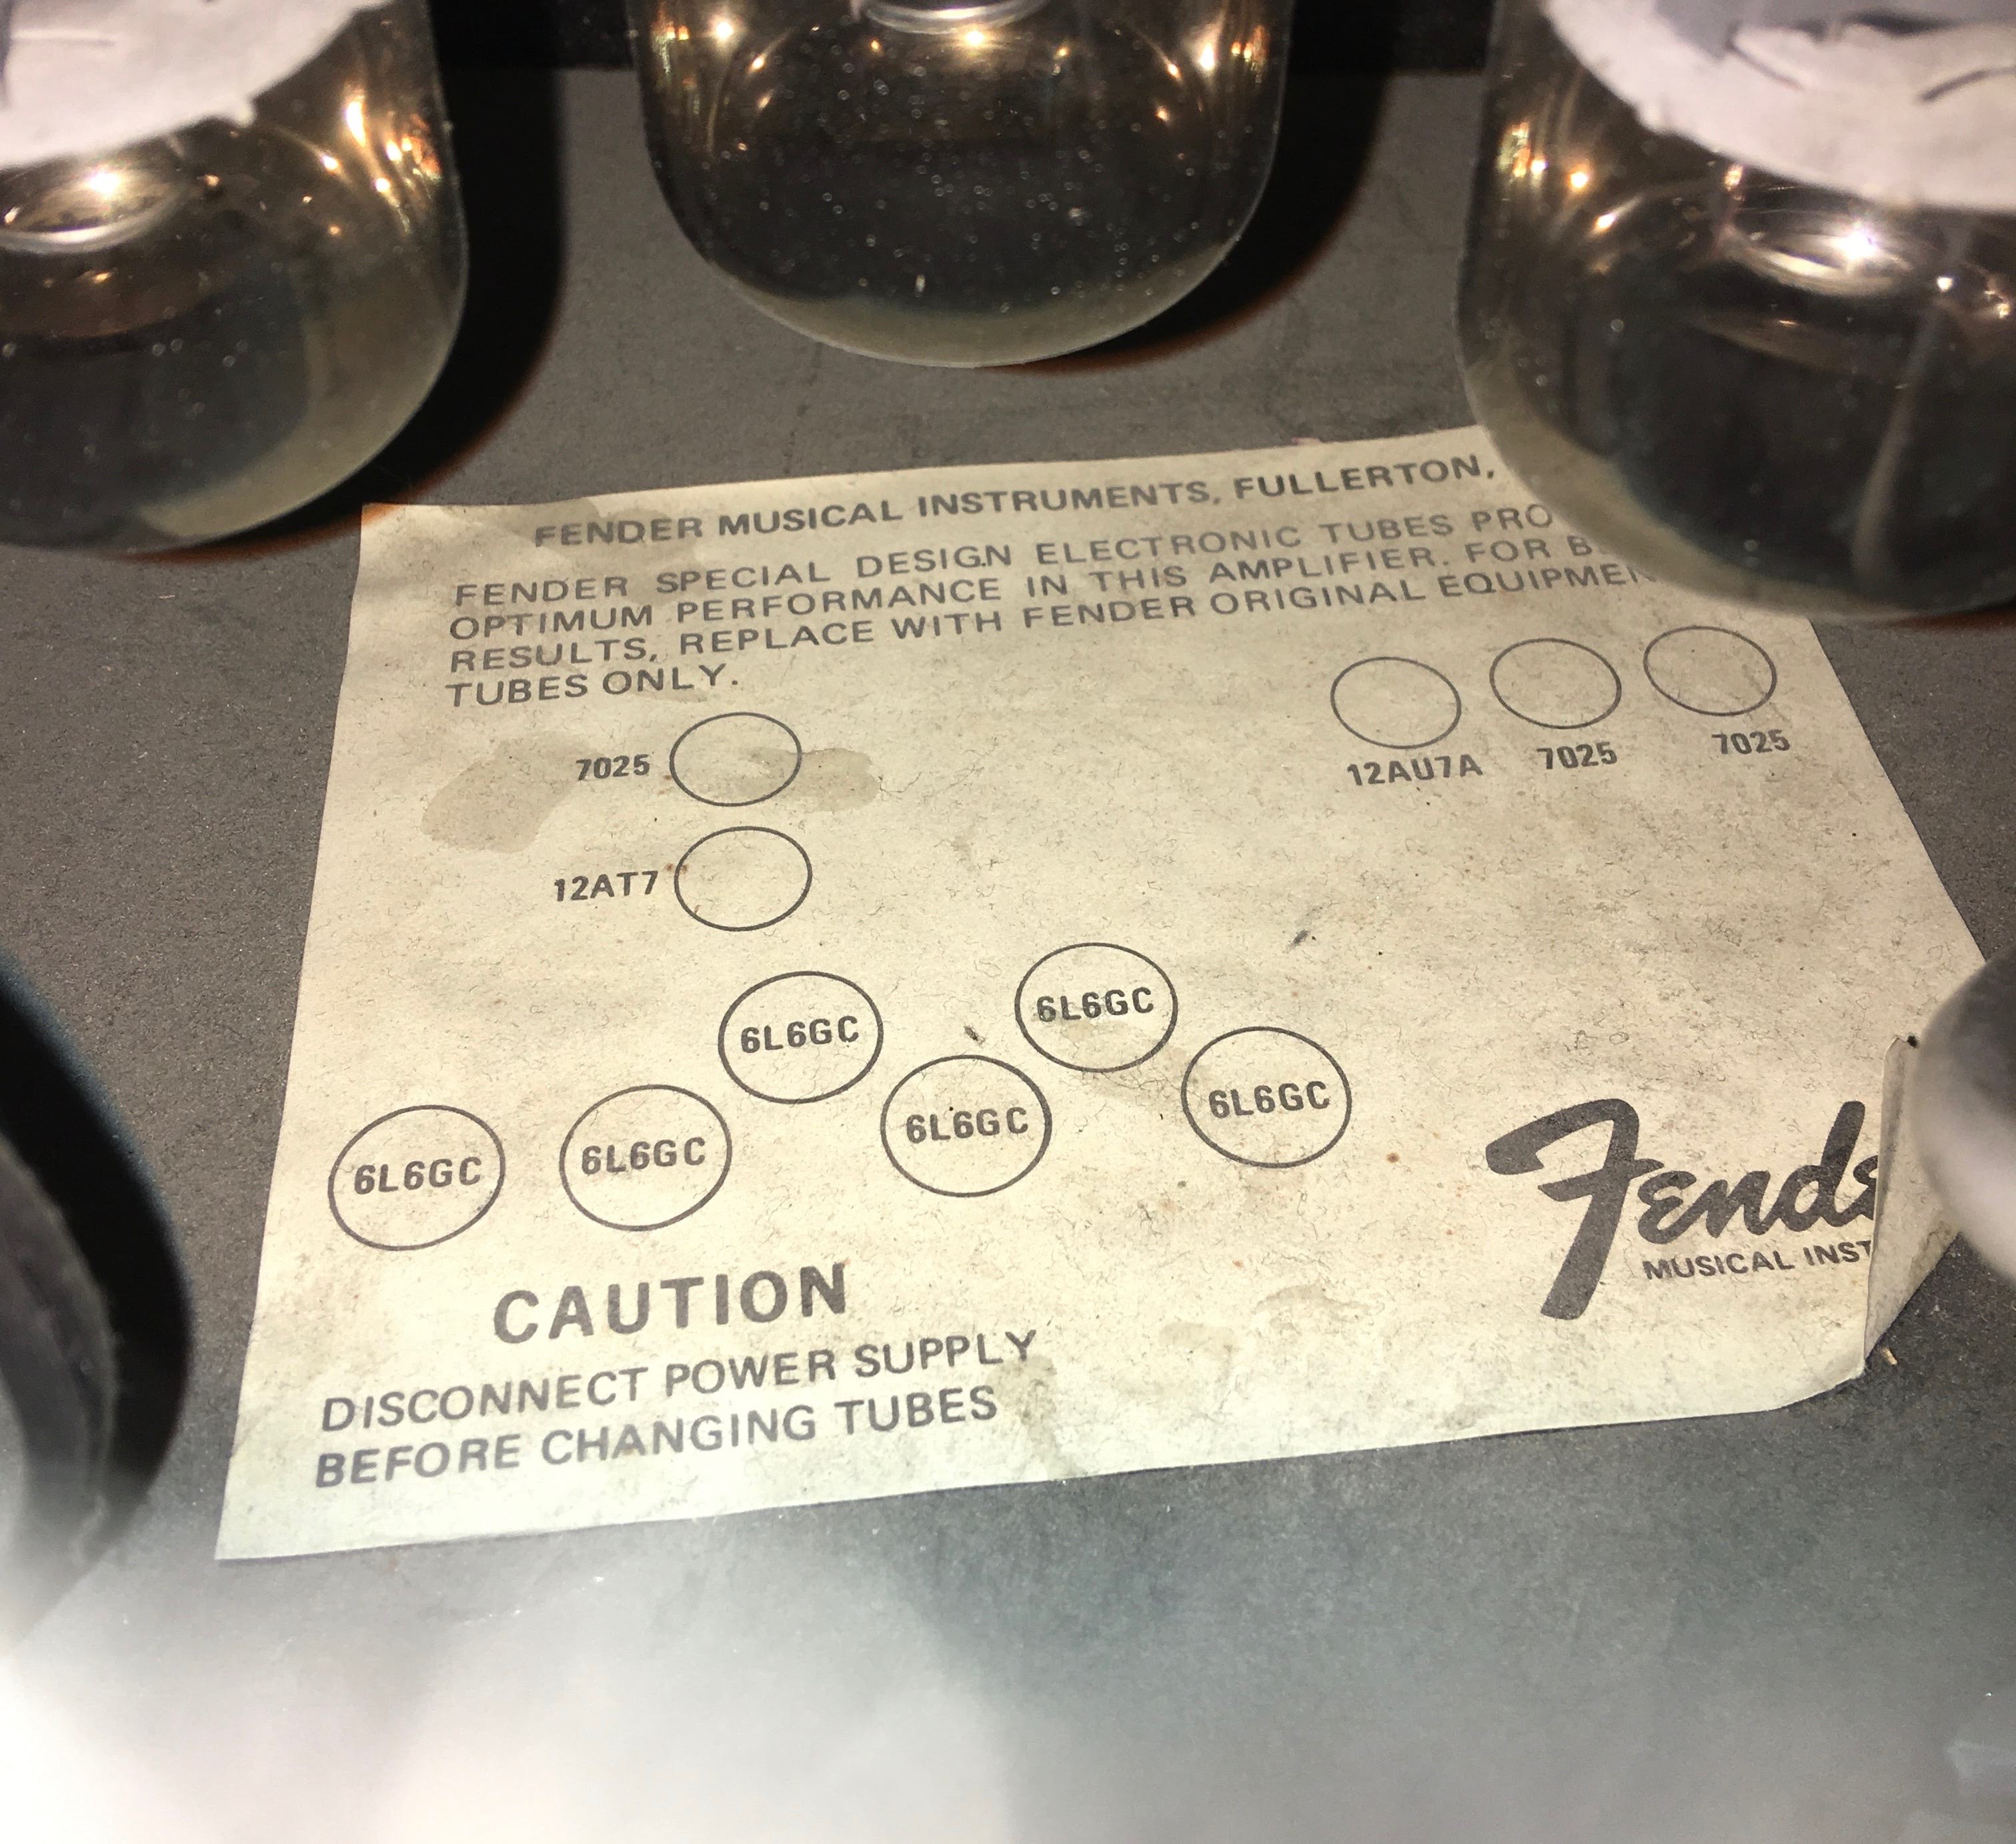 FENDER MUSICAL INSTRUMENTS, FULLERTON,
FENDER SPECIAL DESIGN ELECTRONIC TUBES PRO
OPTIMUM PERFORMANCE IN THIS AMPLIFIER. FOR B
RESULTS, REPLACE WITH FENDER ORIGINAL EQUIPMEN
TUBES ONLY.
7025
12AU7A 7025 7025
12AT7
6L6GC 6L6GC
6L6GC 6L6GC 6L6GC 6L6GC
Fende
MUSICAL INST
CAUTION
DISCONNECT POWER SUPPLY
BEFORE CHANGING TUBES